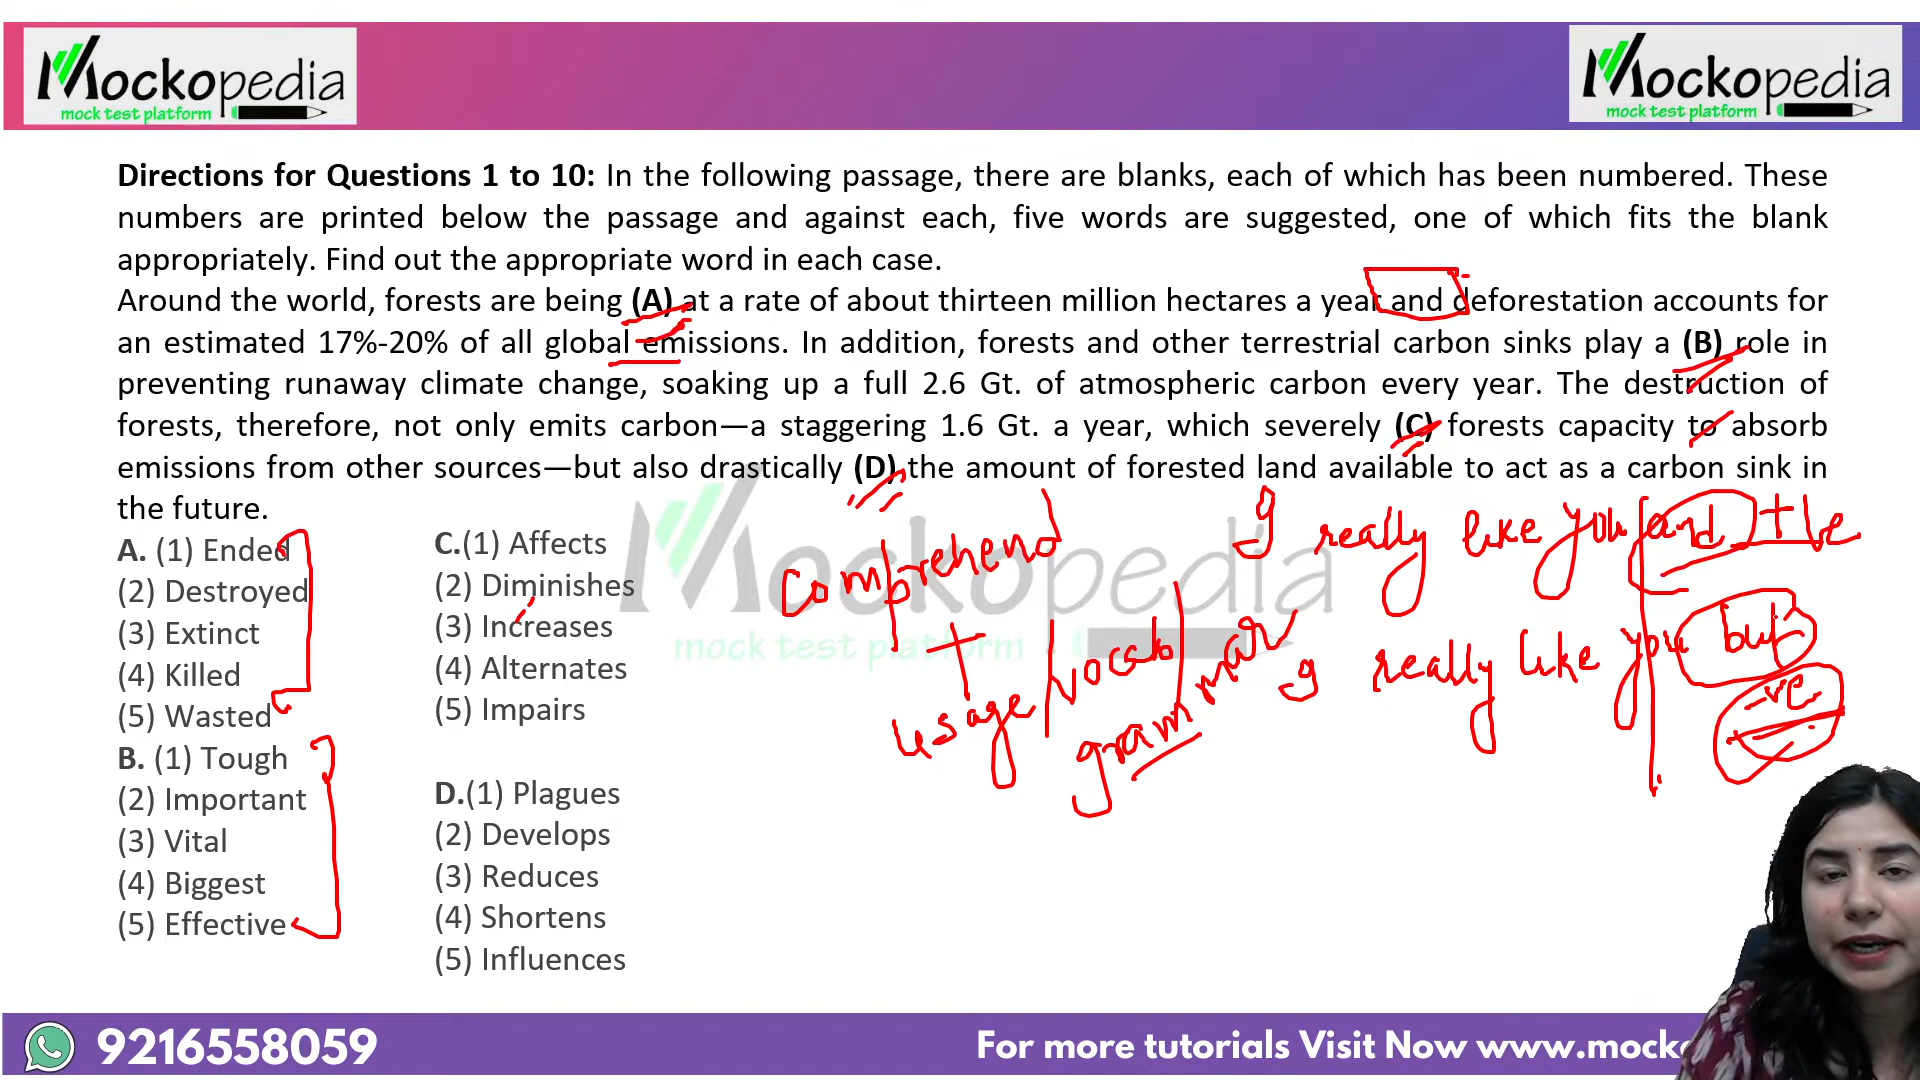 Mockopedia
mock test platform
Mockopedia
mock test platform
Directions for Questions 1 to 10: In the following passage, there are blanks, each of which has been numbered. These
numbers are printed below the passage and against each, five words are suggested, one of which fits the blank
appropriately. Find out the appropriate word in each case.
Around the world, forests are being (A) at a rate of about thirteen million hectares a year and deforestation accounts for
an estimated 17%-20% of all global emissions. In addition, forests and other terrestrial carbon sinks play a (B) role in
preventing runaway climate change, soaking up a full 2.6 Gt. of atmospheric carbon every year. The destruction of
forests, therefore, not only emits carbon—a staggering 1.6 Gt. a year, which severely (C) forests capacity to absorb
emissions from other sources—but also drastically (D) the amount of forested land available to act as a carbon sink in
the future.
A. (1) Ended
(2) Destroyed
(3) Extinct
(4) Killed
(5) Wasted
B. (1) Tough
(2) Important
(3) Vital
(4) Biggest
(5) Effective
C.(1) Affects
(2) Diminishes
(3) Increases
(4) Alternates
(5) Impairs
D.(1) Plagues
(2) Develops
(3) Reduces
(4) Shortens
(5) Influences
Mockopedia
mock test platform
comprehend
+
usage/vocab/
grammar
I really like you and +ve
I really like you but
-ve
9216558059
For more tutorials Visit Now www.mock